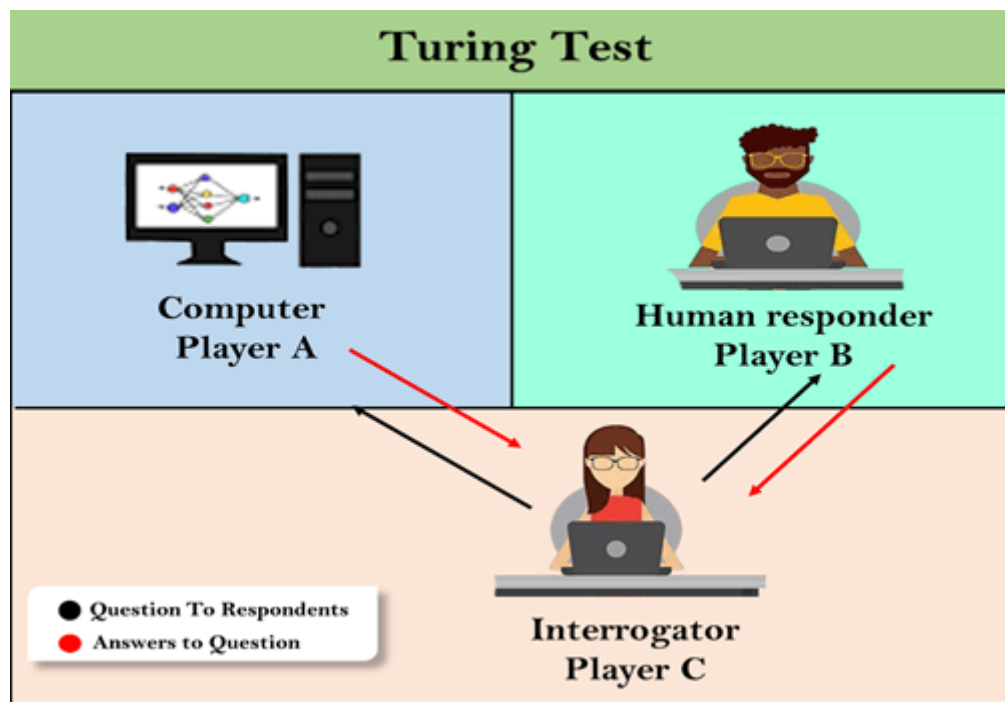 Turing Test
Computer
Player A
Human responder
Player B
Question To Respondents
Answers to Question
Interrogator
Player C